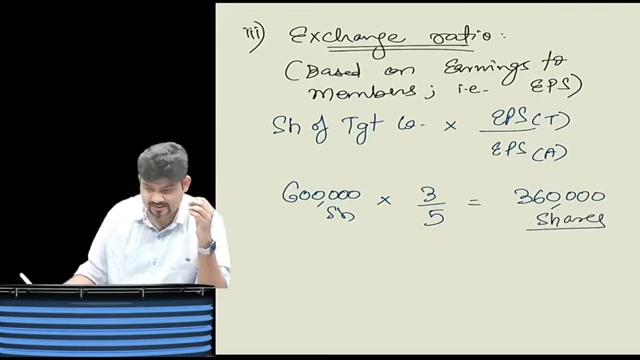 iii) Exchange ratio:
(Based on Earnings to
members; i.e. EPS)
Sh of Tgt Co. × EPS(T)
EPS(A)
600,000 × 3 = 360,000
Sh 5 Shares